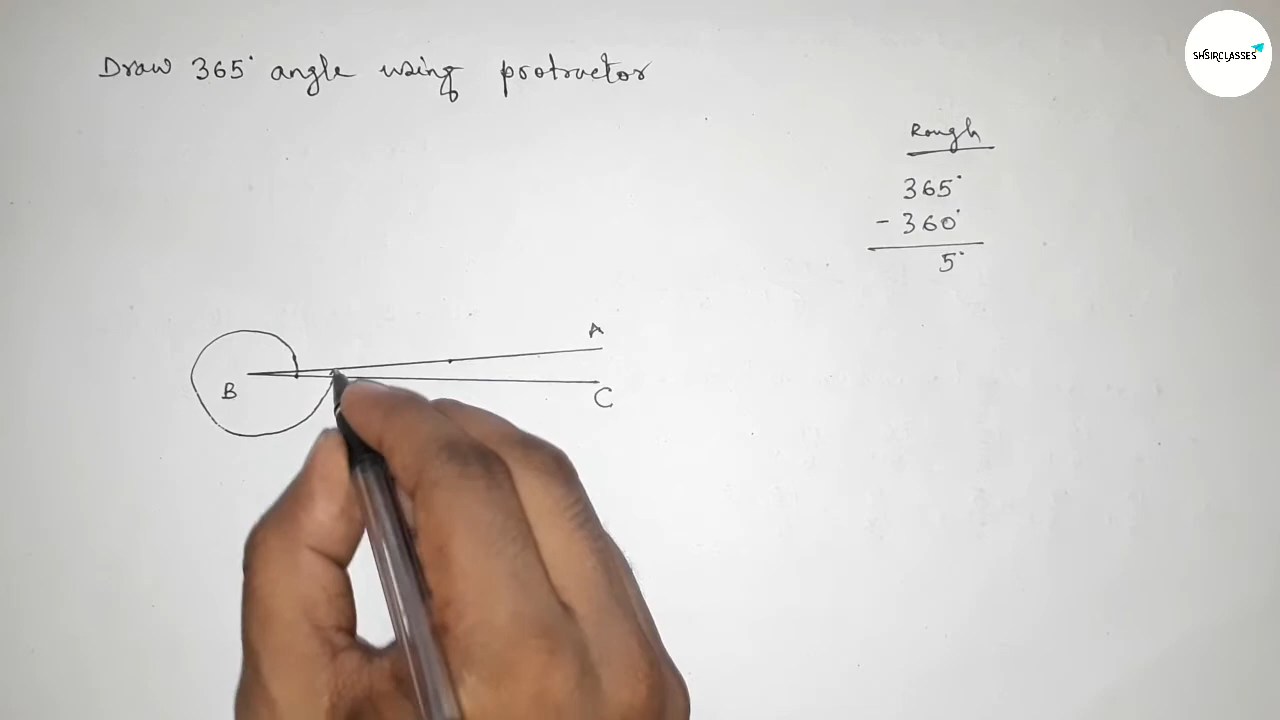 Draw 365° angle using protractor
SHSIRCLASSES
Rough
365°
- 360°
5°
A
B
C